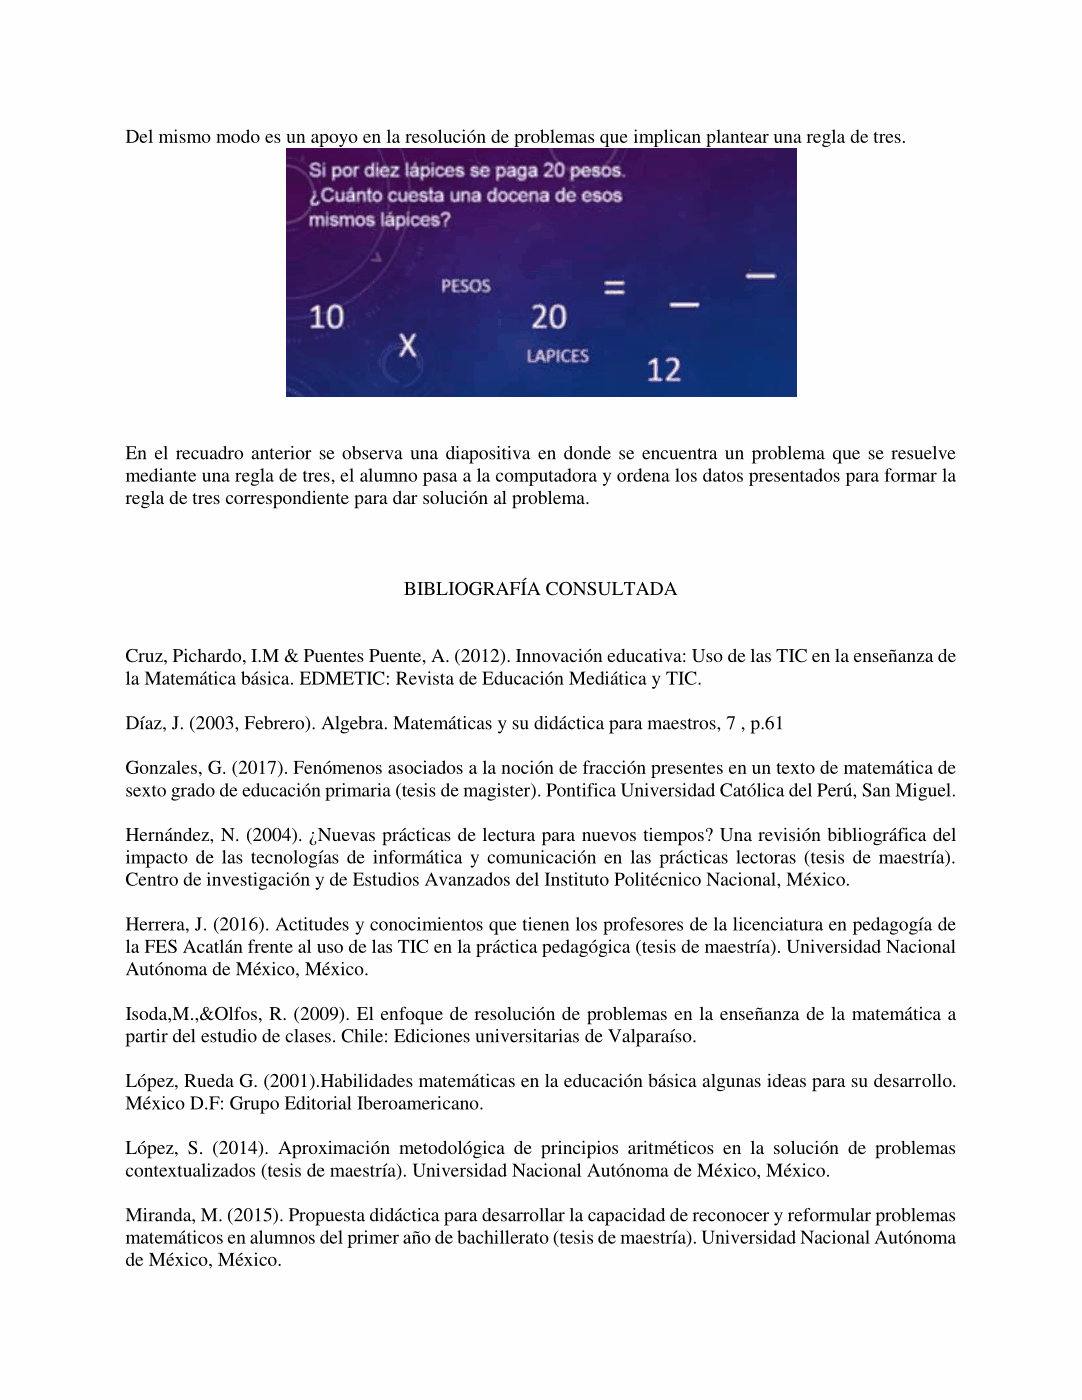 Del mismo modo es un apoyo en la resolución de problemas que implican plantear una regla de tres.
Si por diez lápices se paga 20 pesos.
¿Cuánto cuesta una docena de esos
mismos lápices?
PESOS
=
—
—
10
20
X
LAPICES
12
En el recuadro anterior se observa una diapositiva en donde se encuentra un problema que se resuelve
mediante una regla de tres, el alumno pasa a la computadora y ordena los datos presentados para formar la
regla de tres correspondiente para dar solución al problema.
BIBLIOGRAFÍA CONSULTADA
Cruz, Pichardo, I.M & Puentes Puente, A. (2012). Innovación educativa: Uso de las TIC en la enseñanza de
la Matemática básica. EDMETIC: Revista de Educación Mediática y TIC.
Díaz, J. (2003, Febrero). Algebra. Matemáticas y su didáctica para maestros, 7 , p.61
Gonzales, G. (2017). Fenómenos asociados a la noción de fracción presentes en un texto de matemática de
sexto grado de educación primaria (tesis de magister). Pontifica Universidad Católica del Perú, San Miguel.
Hernández, N. (2004). ¿Nuevas prácticas de lectura para nuevos tiempos? Una revisión bibliográfica del
impacto de las tecnologías de informática y comunicación en las prácticas lectoras (tesis de maestría).
Centro de investigación y de Estudios Avanzados del Instituto Politécnico Nacional, México.
Herrera, J. (2016). Actitudes y conocimientos que tienen los profesores de la licenciatura en pedagogía de
la FES Acatlán frente al uso de las TIC en la práctica pedagógica (tesis de maestría). Universidad Nacional
Autónoma de México, México.
Isoda,M.,&Olfos, R. (2009). El enfoque de resolución de problemas en la enseñanza de la matemática a
partir del estudio de clases. Chile: Ediciones universitarias de Valparaíso.
López, Rueda G. (2001).Habilidades matemáticas en la educación básica algunas ideas para su desarrollo.
México D.F: Grupo Editorial Iberoamericano.
López, S. (2014). Aproximación metodológica de principios aritméticos en la solución de problemas
contextualizados (tesis de maestría). Universidad Nacional Autónoma de México, México.
Miranda, M. (2015). Propuesta didáctica para desarrollar la capacidad de reconocer y reformular problemas
matemáticos en alumnos del primer año de bachillerato (tesis de maestría). Universidad Nacional Autónoma
de México, México.